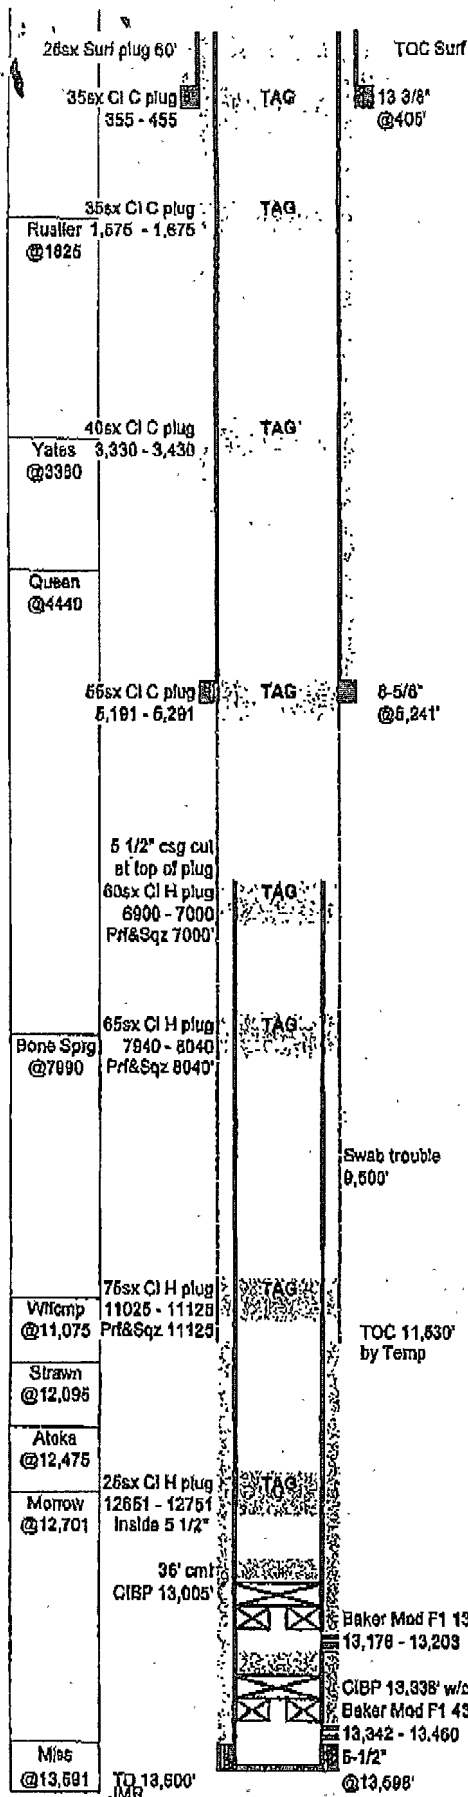 26sx Surf plug 60'
TOC Surf
35sx Cl C plug
355 - 455
TAG
13 3/8"
@405'
35sx Cl C plug
1,575 - 1,675
TAG
Rustler
@1625
40sx Cl C plug
3,330 - 3,430
TAG
Yates
@3380
Queen
@4440
55sx Cl C plug
5,191 - 5,291
TAG
8-5/8"
@5,241'
5 1/2" csg cut
at top of plug
60sx Cl H plug
6900 - 7000
Prf&Sqz 7000'
TAG
65sx Cl H plug
7940 - 8040
Prf&Sqz 8040'
TAG
Bone Sprg
@7990
Swab trouble
9,500'
75sx Cl H plug
11025 - 11125
Prf&Sqz 11125
TAG
Wlfcmp
@11,075
TOC 11,530'
by Temp
Strawn
@12,095
Atoka
@12,475
25sx Cl H plug
12651 - 12751
Inside 5 1/2"
TAG
Morrow
@12,701
36' cmt
CIBP 13,005'
Baker Mod F1 13
13,178 - 13,203
CIBP 13,338' w/c
Baker Mod F1 43
13,342 - 13,460
5-1/2"
@13,598'
Miss
@13,591
TD 13,600'
JMR